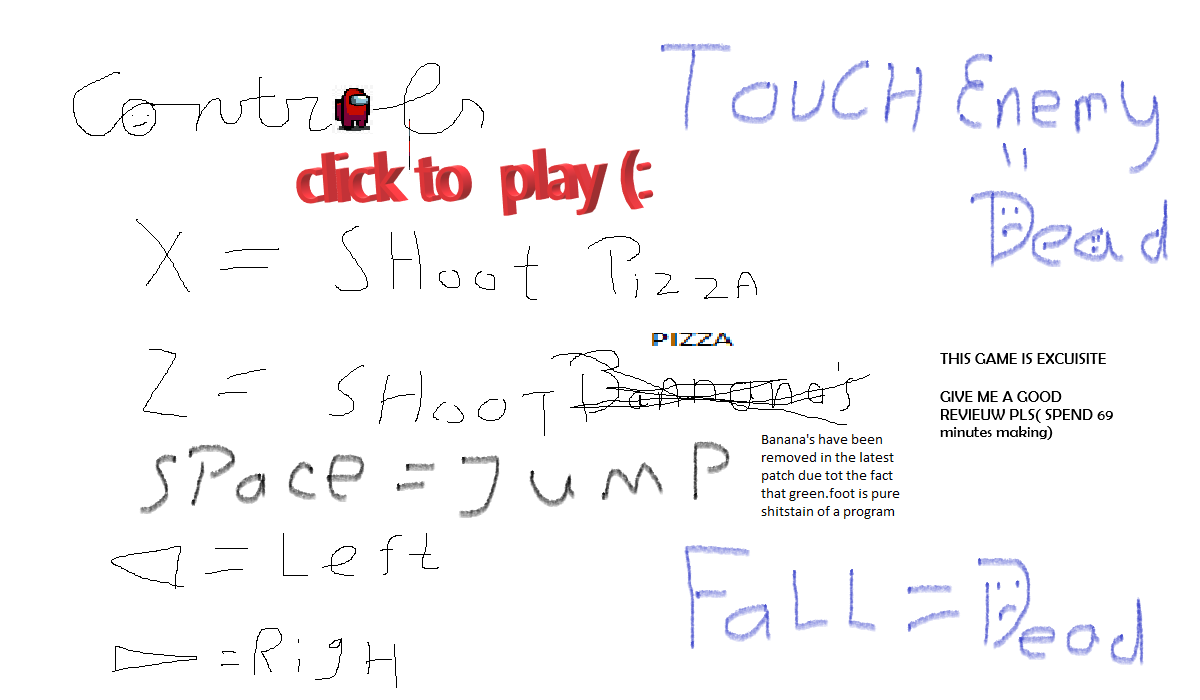 Controls
TouCH Enemy
=
Dead
click to play (:
X = SHoot PizzA
PIZZA
Z = SHooT Bannana's
THIS GAME IS EXCUISITE
GIVE ME A GOOD
REVIEUW PLS( SPEND 69
minutes making)
Banana's have been
removed in the latest
patch due tot the fact
that green.foot is pure
shitstain of a program
SPace = JuMP
= Left
= RigH
FaLL = Dead